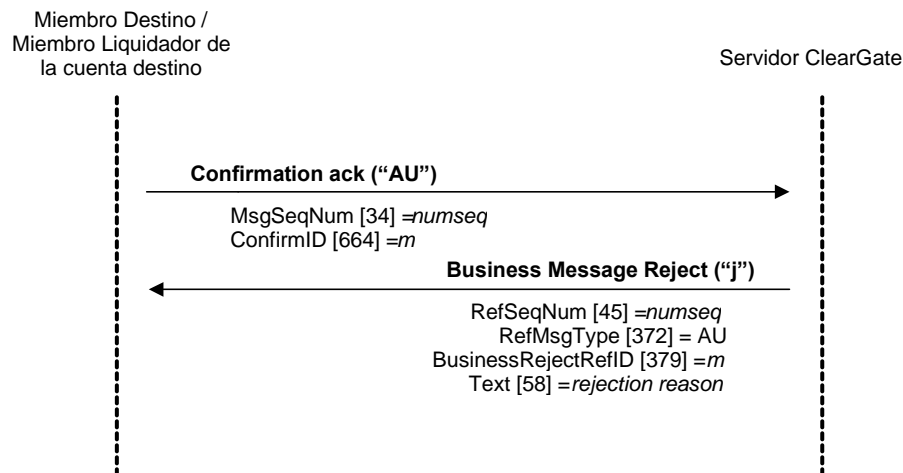 Miembro Destino /
Miembro Liquidador de
la cuenta destino
Servidor ClearGate
Confirmation ack (“AU”)
MsgSeqNum [34] =numseq
ConfirmID [664] =m
Business Message Reject (“j”)
RefSeqNum [45] =numseq
RefMsgType [372] = AU
BusinessRejectRefID [379] =m
Text [58] =rejection reason